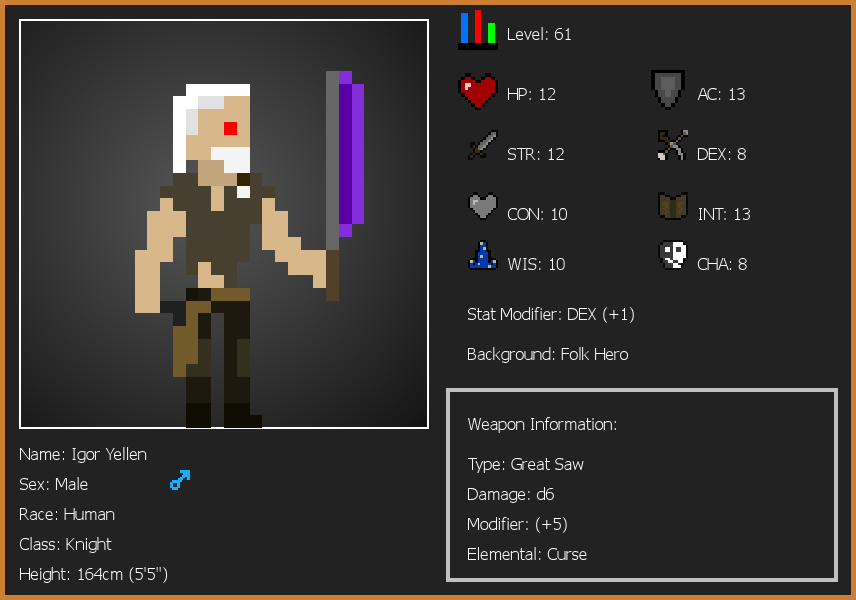 Level: 61
HP: 12
AC: 13
STR: 12
DEX: 8
CON: 10
INT: 13
WIS: 10
CHA: 8
Stat Modifier: DEX (+1)
Background: Folk Hero
Weapon Information:
Type: Great Saw
Damage: d6
Modifier: (+5)
Elemental: Curse
Name: Igor Yellen
Sex: Male
Race: Human
Class: Knight
Height: 164cm (5'5")